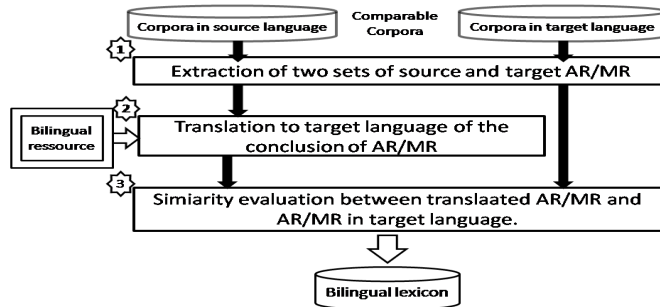 Corpora in source language
Comparable
Corpora
Corpora in target language
1
Extraction of two sets of source and target AR/MR
2
Bilingual
ressource
Translation to target language of the
conclusion of AR/MR
3
Simiarity evaluation between translaated AR/MR and
AR/MR in target language.
Bilingual lexicon